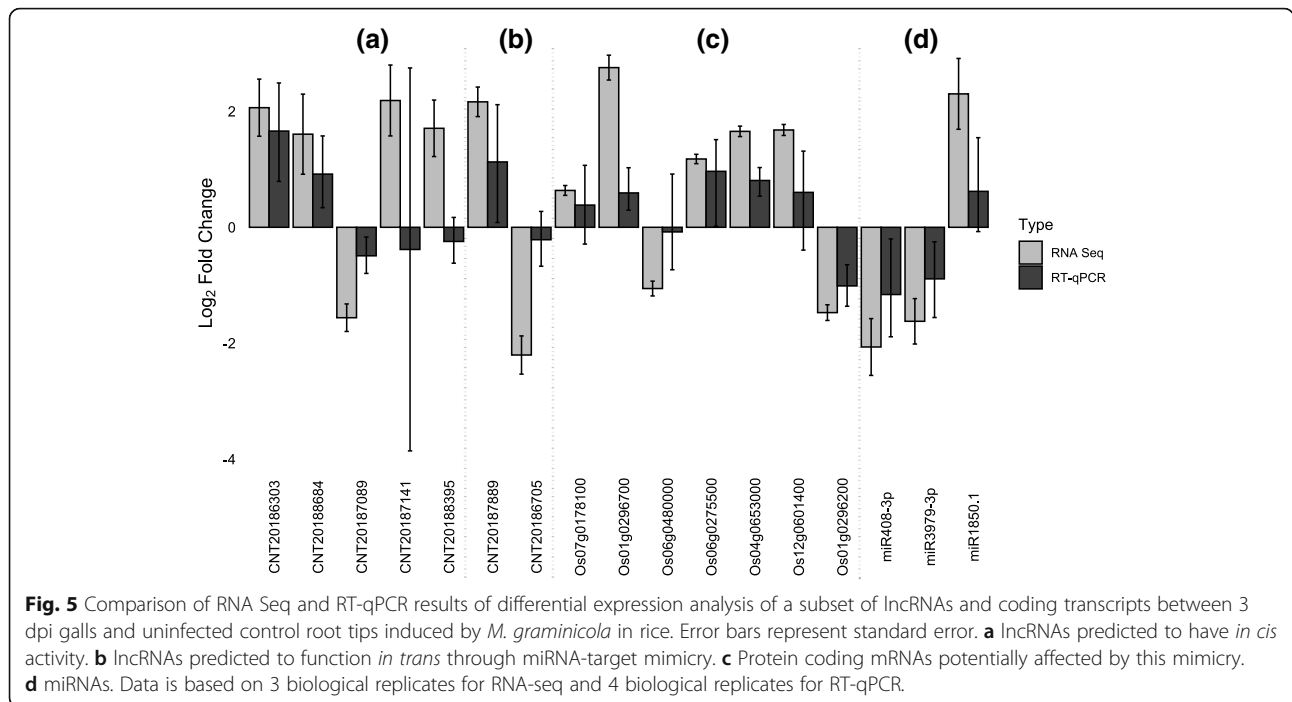 (a) (b) (c) (d)
2
0
-2
-4
Log2 Fold Change
Type
RNA Seq
RT-qPCR
CNT20186303
CNT20188684
CNT20187089
CNT20187141
CNT20188395
CNT20187889
CNT20186705
Os07g0178100
Os01g0296700
Os06g0480000
Os06g0275500
Os04g0653000
Os12g0601400
Os01g0296200
miR408-3p
miR3979-3p
miR1850.1
Fig. 5 Comparison of RNA Seq and RT-qPCR results of differential expression analysis of a subset of lncRNAs and coding transcripts between 3
dpi galls and uninfected control root tips induced by M. graminicola in rice. Error bars represent standard error. a lncRNAs predicted to have in cis
activity. b lncRNAs predicted to function in trans through miRNA-target mimicry. c Protein coding mRNAs potentially affected by this mimicry.
d miRNAs. Data is based on 3 biological replicates for RNA-seq and 4 biological replicates for RT-qPCR.